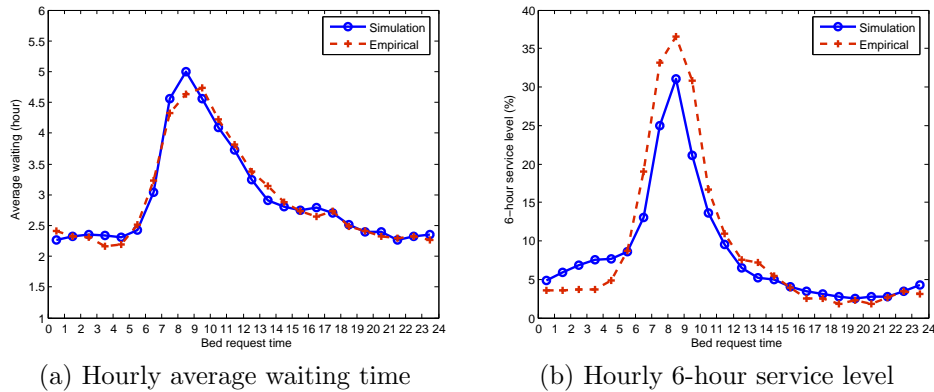 6
5.5
5
4.5
4
3.5
3
2.5
2
1.5
1
Average waiting (hour)
Simulation
Empirical
0 1 2 3 4 5 6 7 8 9 10 11 12 13 14 15 16 17 18 19 20 21 22 23 24
Bed request time
(a) Hourly average waiting time
40
35
30
25
20
15
10
5
0
6−hour service level (%)
Simulation
Empirical
0 1 2 3 4 5 6 7 8 9 10 11 12 13 14 15 16 17 18 19 20 21 22 23 24
Bed request time
(b) Hourly 6-hour service level